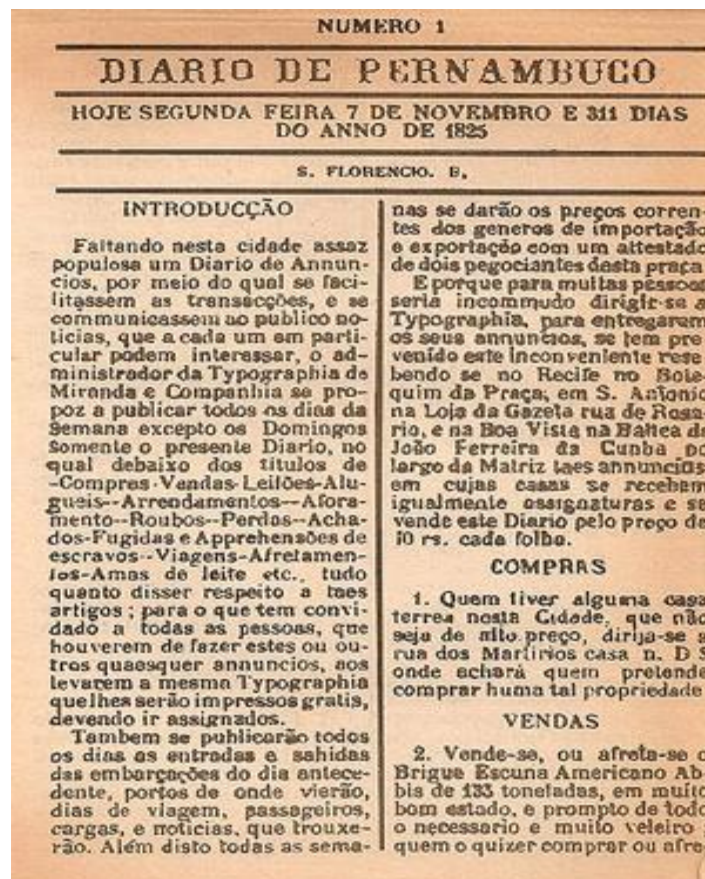 NUMERO 1
DIARIO DE PERNAMBUCO
HOJE SEGUNDA FEIRA 7 DE NOVEMBRO E 311 DIAS
DO ANNO DE 1825
S. FLORENCIO. B.
INTRODUCÇÃO
Faltando nesta cidade assaz
populosa um Diario de Annun-
cios, por meio do qual se faci-
litassem as transacções, e se
communicassem ao publico no-
ticias, que a cada um em parti-
cular podem interessar, o ad-
ministrador da Typographia de
Miranda e Companhia se pro-
poz a publicar todos os dias da
Semana excepto os Domingos
Somente o presente Diario, no
qual debaixo dos titulos de
-Compras-Vendas-Leilões-Alu-
gueis--Arrendamentos--Afora-
mento--Roubos--Perdas--Acha-
dos-Fugidas e Apprehensões de
escravos--Viagens-Afretamen-
tos-Amas de leite etc., tudo
quanto disser respeito a taes
artigos ; para o que tem convi-
dado a todas as pessoas, que
houverem de fazer estes ou ou-
tros quaesquer annuncios, aos
levarem a mesma Typographia
que lhes serão impressos gratis,
devendo ir assignados.
Tambem se publicarão todos
os dias as entradas e sahidas
das embarcações do dia antece-
dente, portos de onde vierão,
dias de viagem, passageiros,
cargas, e noticias, que trouxe-
rão. Além disto todas as sema-
nas se darão os preços corren-
tes dos generos de importação
e exportação com um attestado
de dois pegociantes desta praça
E porque para muitas pessoas
seria incommudo dirigir-se a
Typographia, para entregarem
os seus annuncios, se tem pre
venido este inconveniente rese
bendo se no Recife no Bote-
quim da Praça; em S. Antonio
na Loja da Gazeta rua de Rosa-
rio, e na Boa Vista na Batica de
João Ferreira da Cunha no
largo da Matriz taes annuncios
em cujas casas se recebem
igualmente assignaturas e se
vende este Diario pelo preço de
10 rs. cada folha.
COMPRAS
1. Quem tiver alguma casa
terrea nosta Cidade, que não
seja de alto preço, dirija-se a
rua dos Martirios casa n. D S
onde achará quem pretende
comprar huma tal propriedade
VENDAS
2. Vende-se, ou afreta-se o
Brigue Escuna Americano Ab-
bis de 133 toneladas, em muito
bom estado, e prompto de todo
o necessario e muito veleiro ;
quem o quizer comprar ou afre-